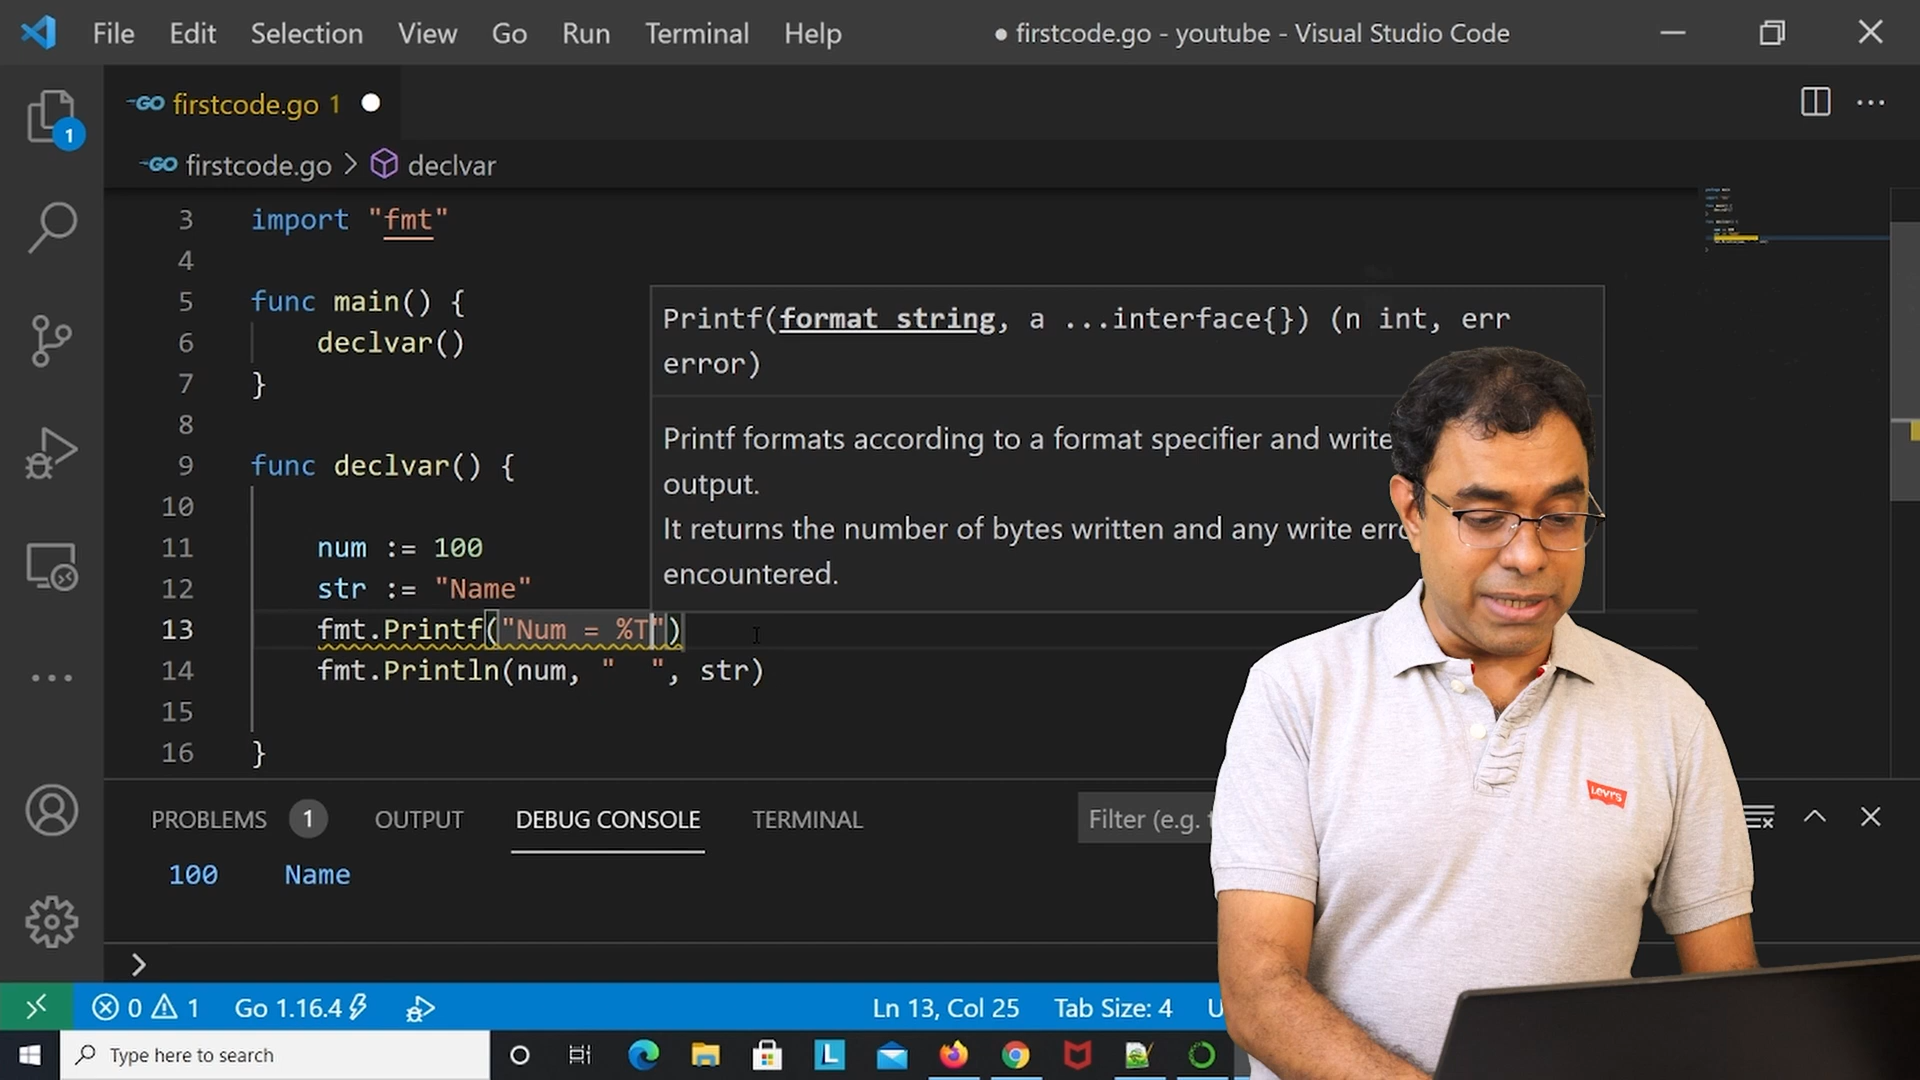 File Edit Selection View Go Run Terminal Help
● firstcode.go - youtube - Visual Studio Code
GO firstcode.go 1
GO firstcode.go > declvar
1
3 import "fmt"
4
5 func main() {
6 declvar()
7 }
8
9 func declvar() {
10
11 num := 100
12 str := "Name"
13 fmt.Printf("Num = %T")
14 fmt.Println(num, "  ", str)
15
16 }
Printf(format string, a ...interface{}) (n int, err
error)
Printf formats according to a format specifier and write
output.
It returns the number of bytes written and any write
encountered.
Levi's
PROBLEMS 1 OUTPUT DEBUG CONSOLE TERMINAL Filter (e.g.
100 Name
0 1 Go 1.16.4 Ln 13, Col 25 Tab Size: 4
Type here to search
L